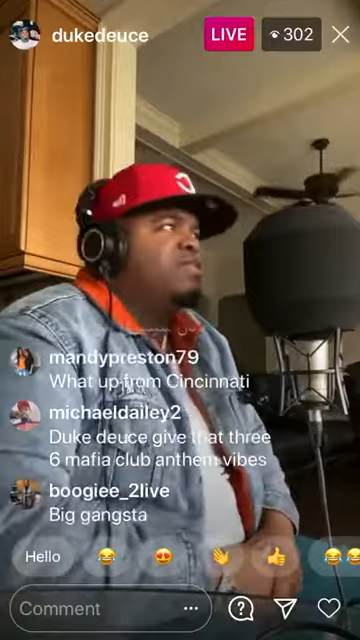 dukedeuce
LIVE
302
mandypreston79
What up from Cincinnati
michaeldailey2
Duke deuce give that three
6 mafia club anthem vibes
boogiee_2live
Big gangsta
Hello
Comment